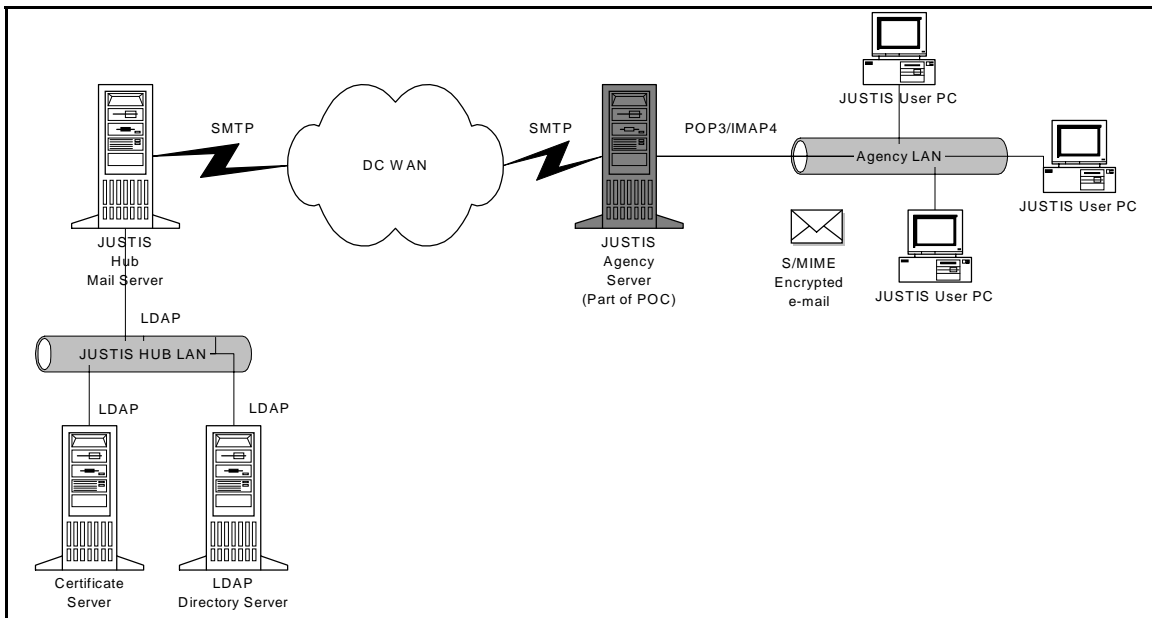 JUSTIS User PC
SMTP
SMTP
POP3/IMAP4
DC WAN
Agency LAN
JUSTIS User PC
JUSTIS
Hub
Mail Server
JUSTIS
Agency
Server
(Part of POC)
S/MIME
Encrypted
e-mail
JUSTIS User PC
LDAP
JUSTIS HUB LAN
LDAP
LDAP
Certificate
Server
LDAP
Directory Server